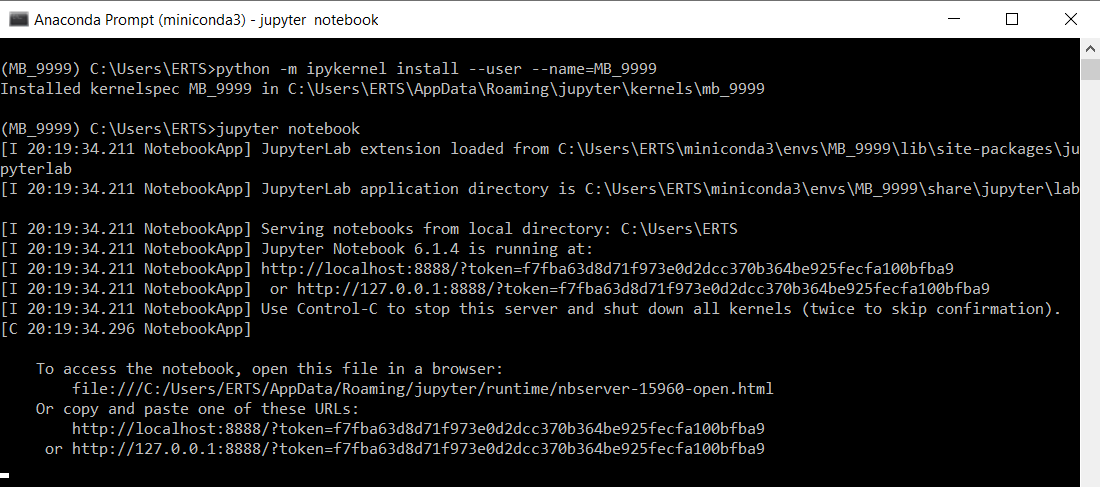 Anaconda Prompt (miniconda3) - jupyter  notebook
(MB_9999) C:\Users\ERTS>python -m ipykernel install --user --name=MB_9999
Installed kernelspec MB_9999 in C:\Users\ERTS\AppData\Roaming\jupyter\kernels\mb_9999
(MB_9999) C:\Users\ERTS>jupyter notebook
[I 20:19:34.211 NotebookApp] JupyterLab extension loaded from C:\Users\ERTS\miniconda3\envs\MB_9999\lib\site-packages\ju
pyterlab
[I 20:19:34.211 NotebookApp] JupyterLab application directory is C:\Users\ERTS\miniconda3\envs\MB_9999\share\jupyter\lab
[I 20:19:34.211 NotebookApp] Serving notebooks from local directory: C:\Users\ERTS
[I 20:19:34.211 NotebookApp] Jupyter Notebook 6.1.4 is running at:
[I 20:19:34.211 NotebookApp] http://localhost:8888/?token=f7fba63d8d71f973e0d2dcc370b364be925fecfa100bfba9
[I 20:19:34.211 NotebookApp]  or http://127.0.0.1:8888/?token=f7fba63d8d71f973e0d2dcc370b364be925fecfa100bfba9
[I 20:19:34.211 NotebookApp] Use Control-C to stop this server and shut down all kernels (twice to skip confirmation).
[C 20:19:34.296 NotebookApp]
To access the notebook, open this file in a browser:
file:///C:/Users/ERTS/AppData/Roaming/jupyter/runtime/nbserver-15960-open.html
Or copy and paste one of these URLs:
http://localhost:8888/?token=f7fba63d8d71f973e0d2dcc370b364be925fecfa100bfba9
or http://127.0.0.1:8888/?token=f7fba63d8d71f973e0d2dcc370b364be925fecfa100bfba9